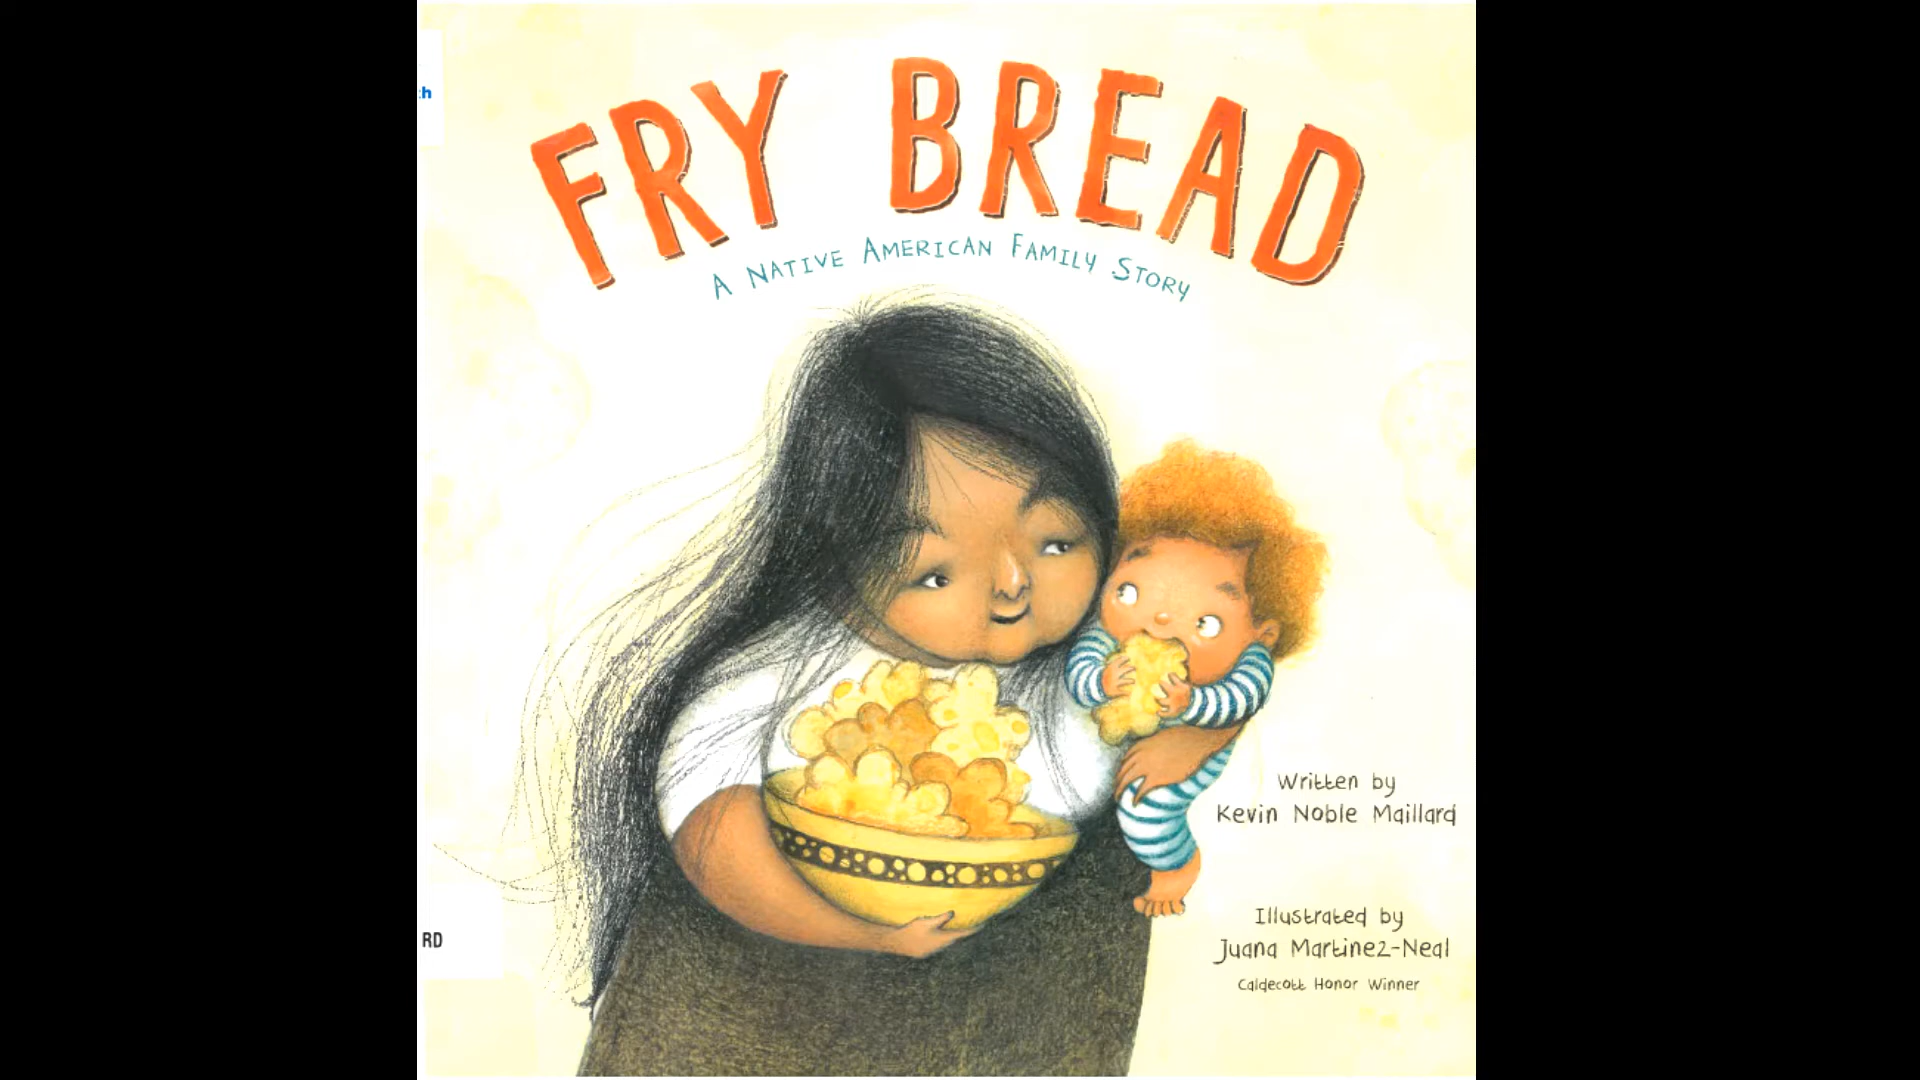 FRY BREAD
A NATIVE AMERICAN FAMILY STORY
Written by
Kevin Noble Maillard
Illustrated by
Juana Martinez-Neal
Caldecott Honor Winner
RD